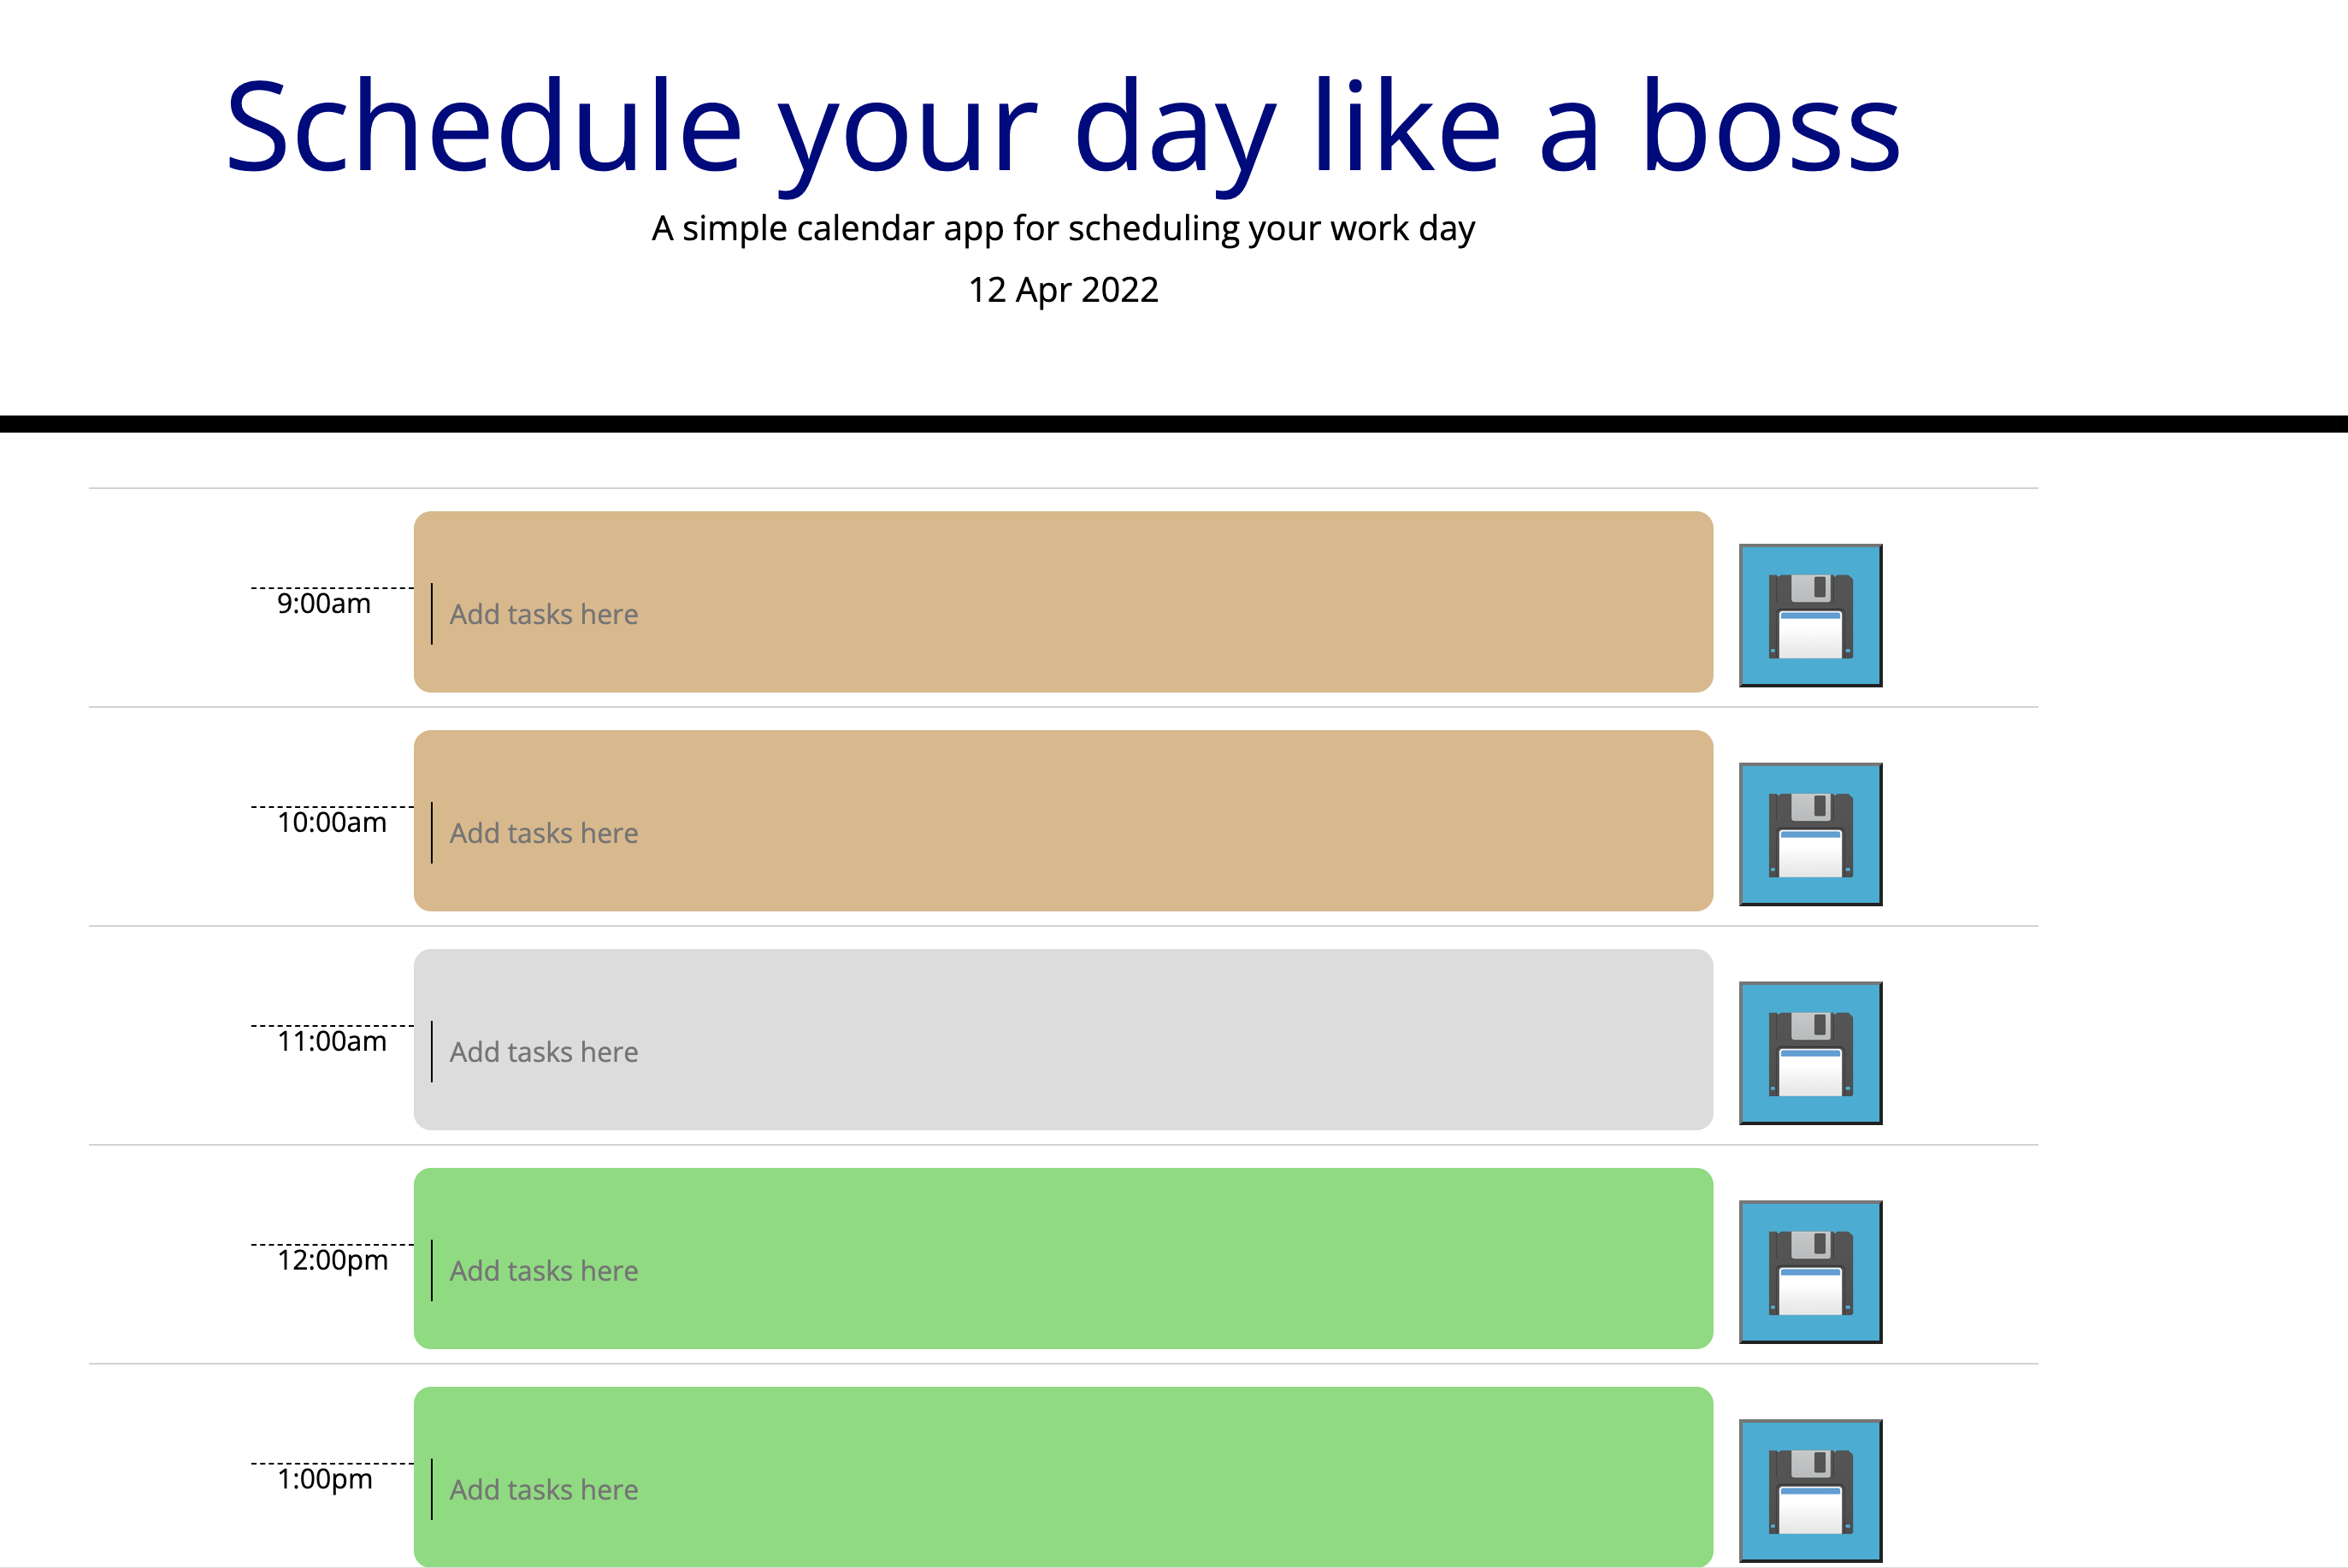 Schedule your day like a boss
A simple calendar app for scheduling your work day
12 Apr 2022
9:00am
Add tasks here
10:00am
Add tasks here
11:00am
Add tasks here
12:00pm
Add tasks here
1:00pm
Add tasks here